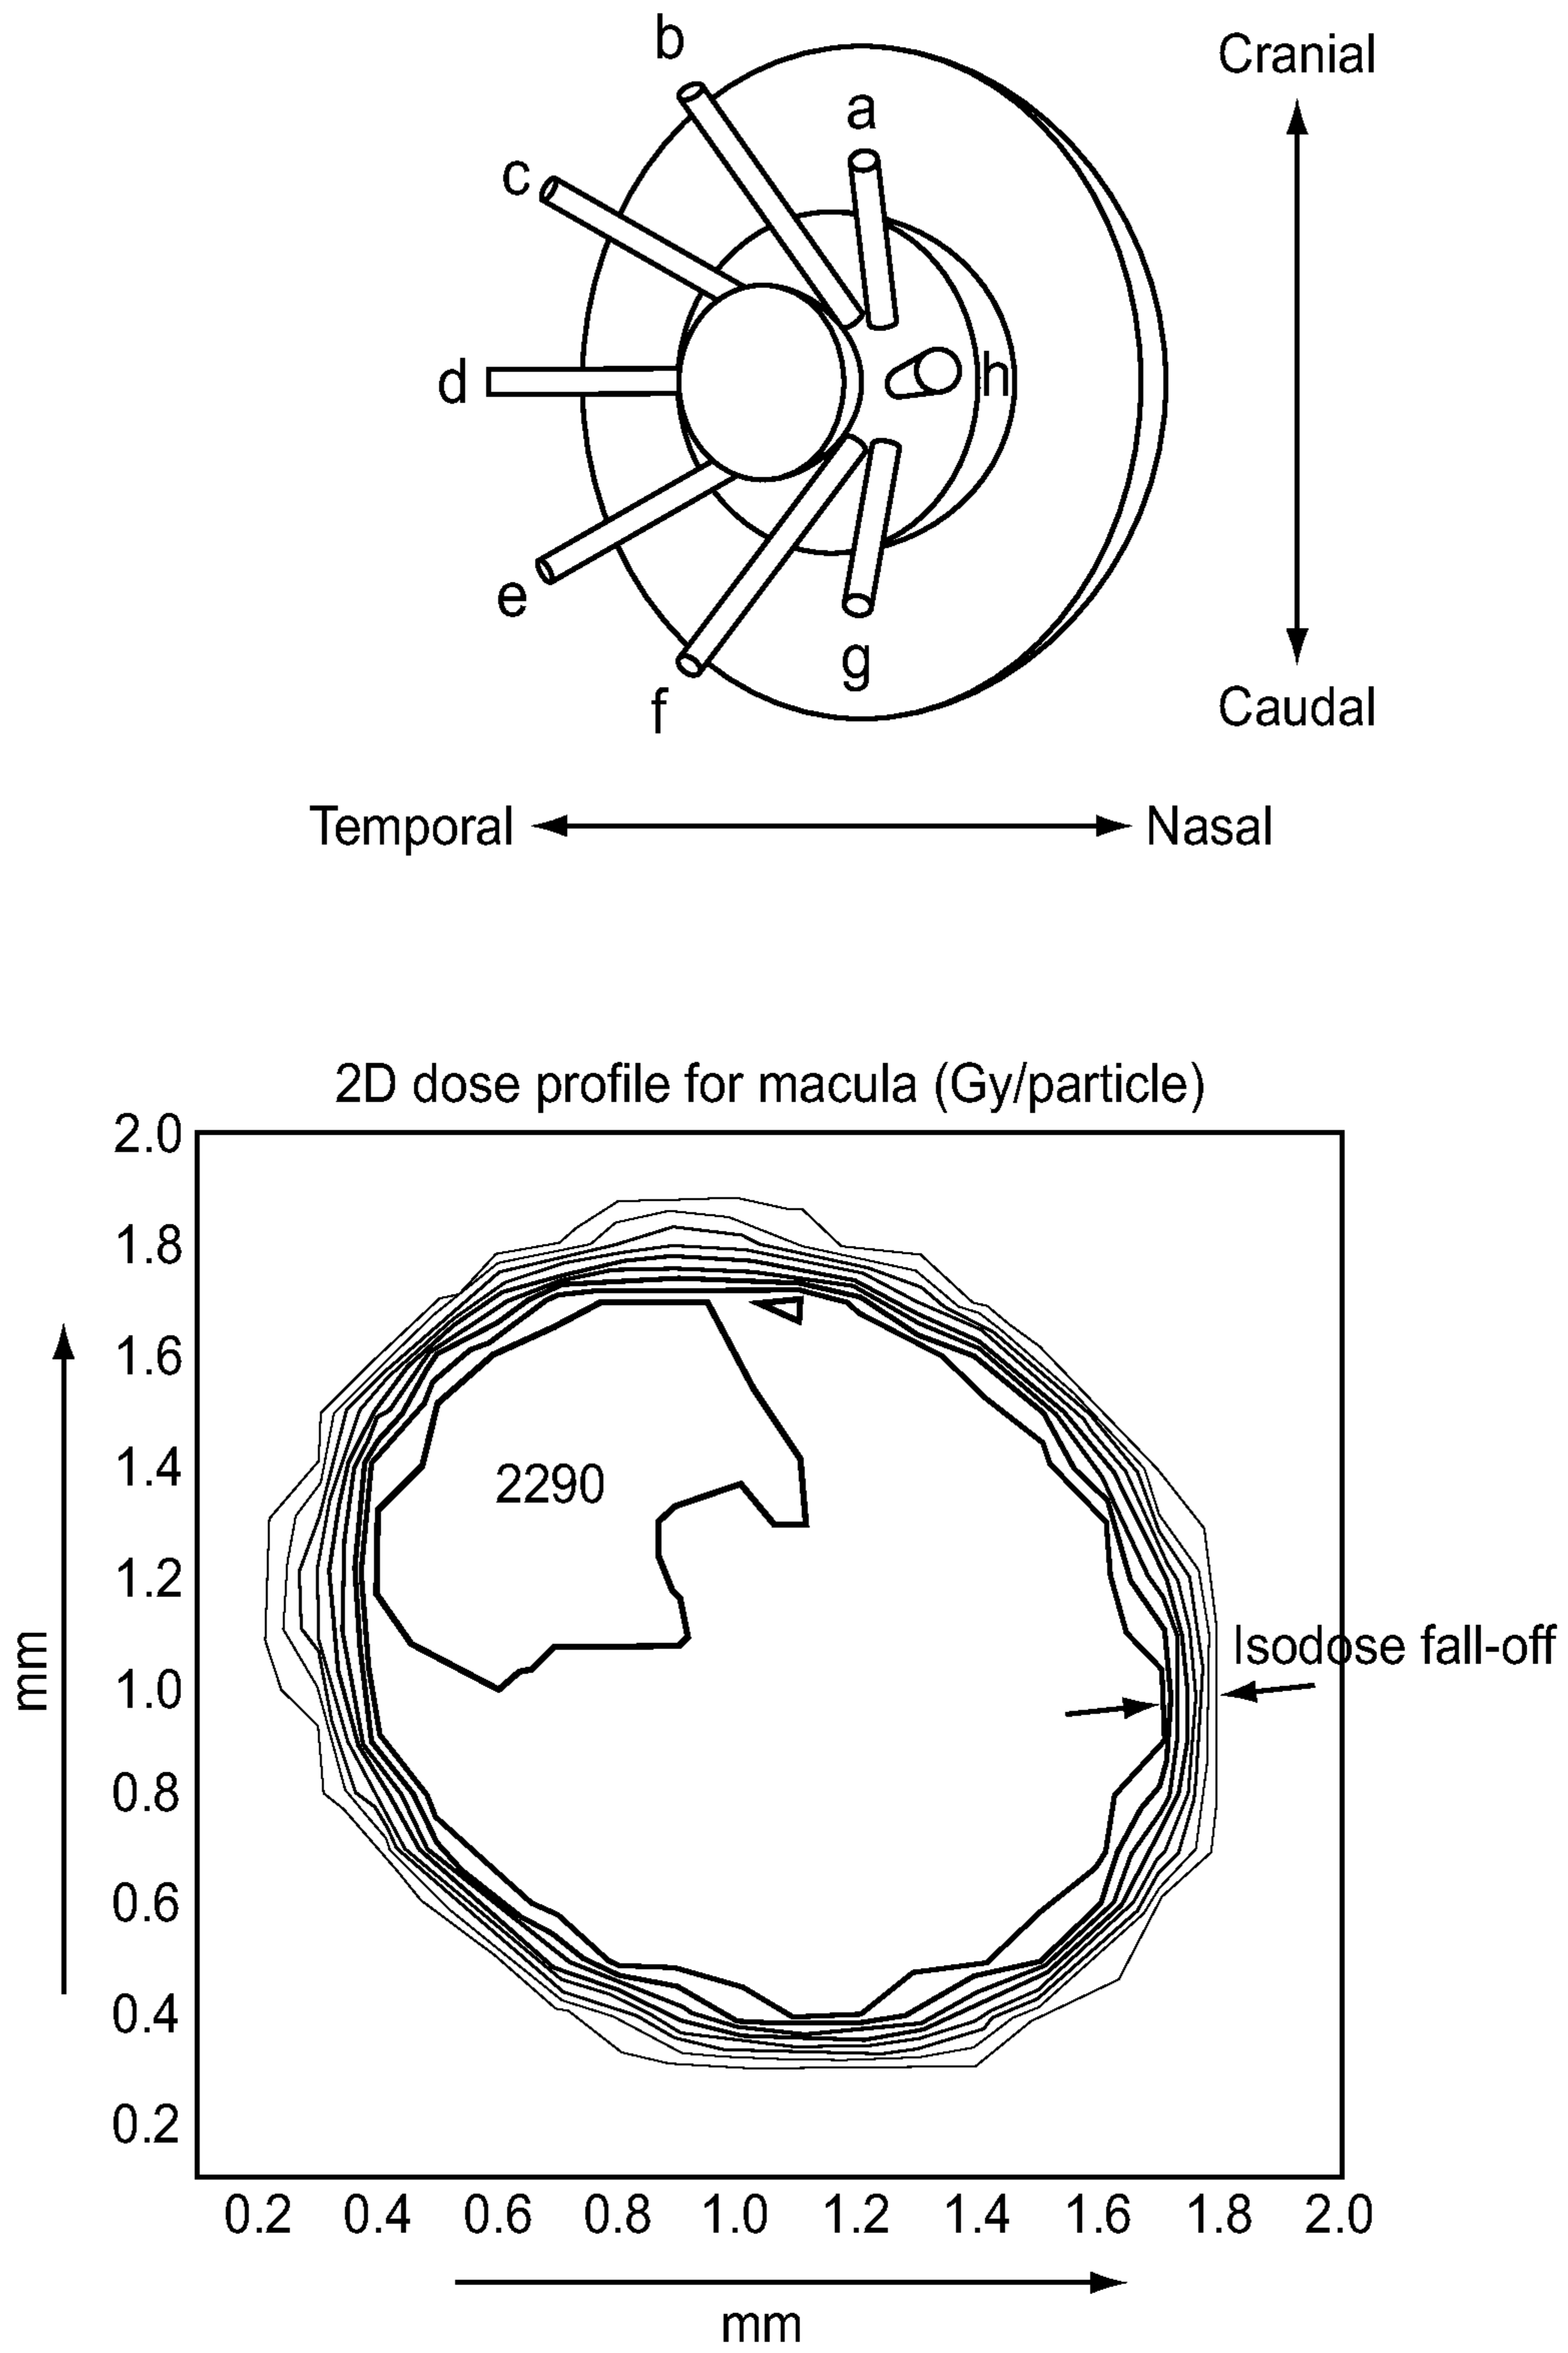 b
Cranial
a
c
d
h
e
g
f
Caudal
Temporal
Nasal
2D dose profile for macula (Gy/particle)
2.0
1.8
1.6
1.4
2290
1.2
Isodose fall-off
mm
1.0
0.8
0.6
0.4
0.2
0.2 0.4 0.6 0.8 1.0 1.2 1.4 1.6 1.8 2.0
mm